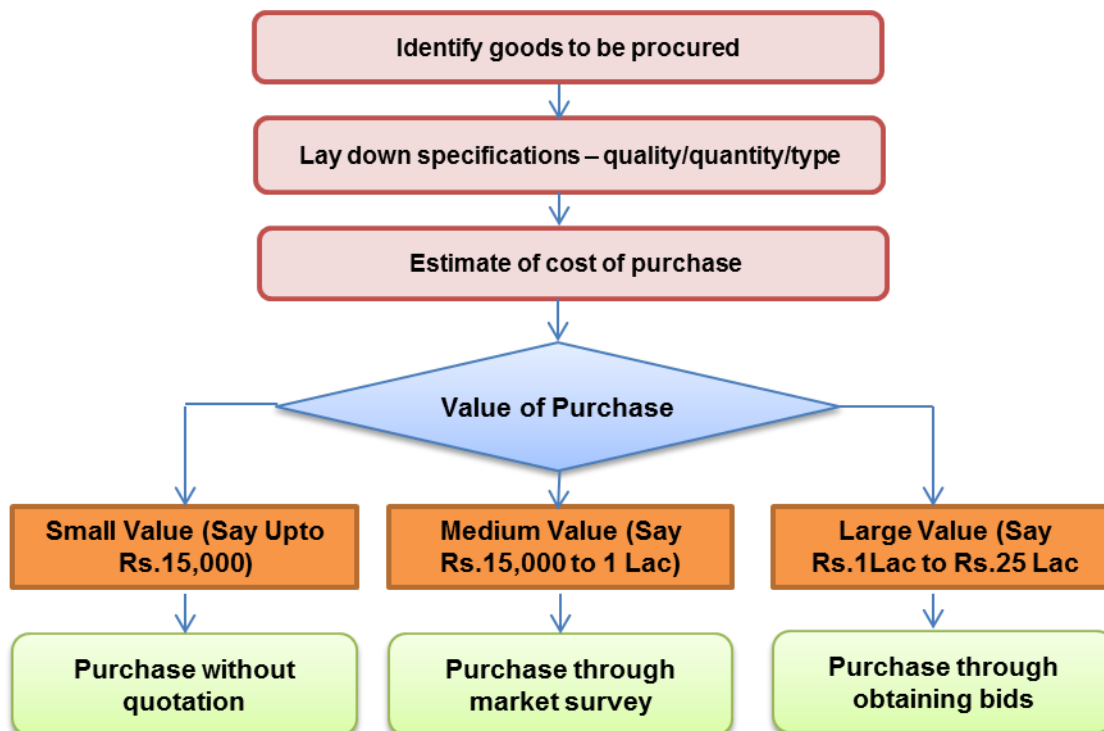 Identify goods to be procured
Lay down specifications – quality/quantity/type
Estimate of cost of purchase
Value of Purchase
Small Value (Say Upto
Rs.15,000)
Medium Value (Say
Rs.15,000 to 1 Lac)
Large Value (Say
Rs.1Lac to Rs.25 Lac
Purchase without
quotation
Purchase through
market survey
Purchase through
obtaining bids